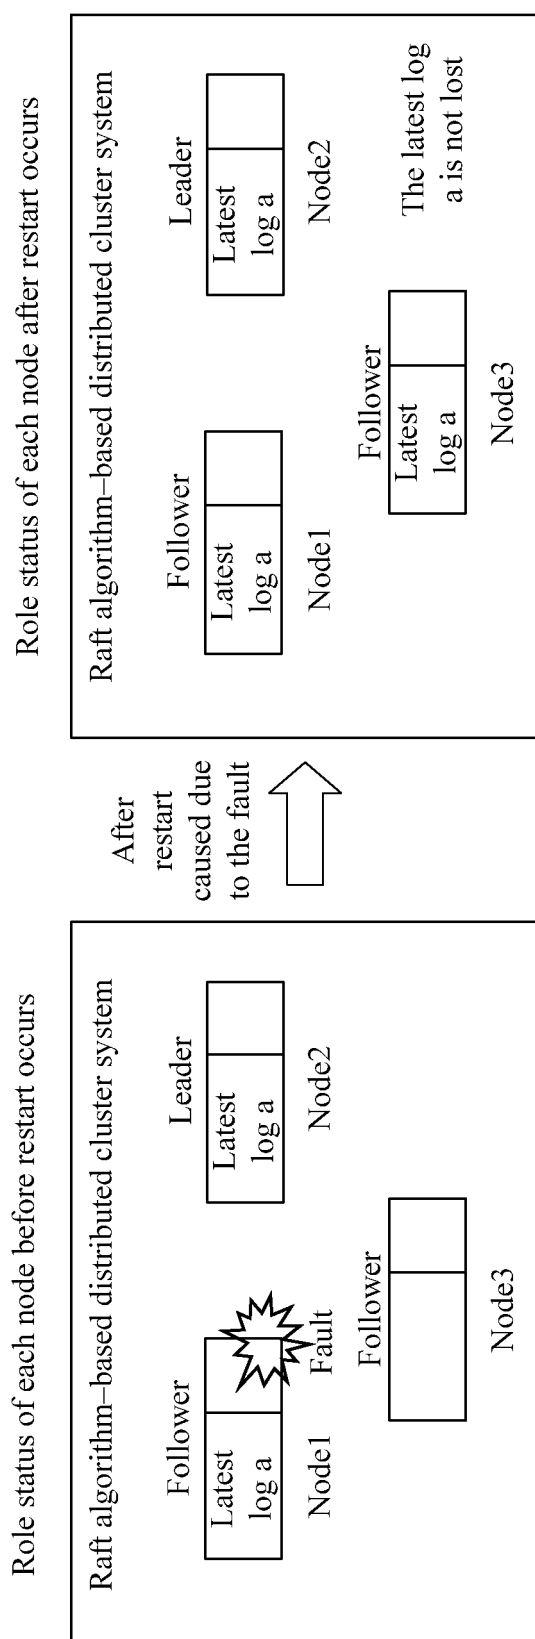 Role status of each node before restart occurs
Raft algorithm–based distributed cluster system
Follower
Latest
log a
Node1
Fault
Leader
Latest
log a
Node2
Follower
Node3
After
restart
caused due
to the fault
Role status of each node after restart occurs
Raft algorithm–based distributed cluster system
Follower
Latest
log a
Node1
Leader
Latest
log a
Node2
Follower
Latest
log a
Node3
The latest log
a is not lost